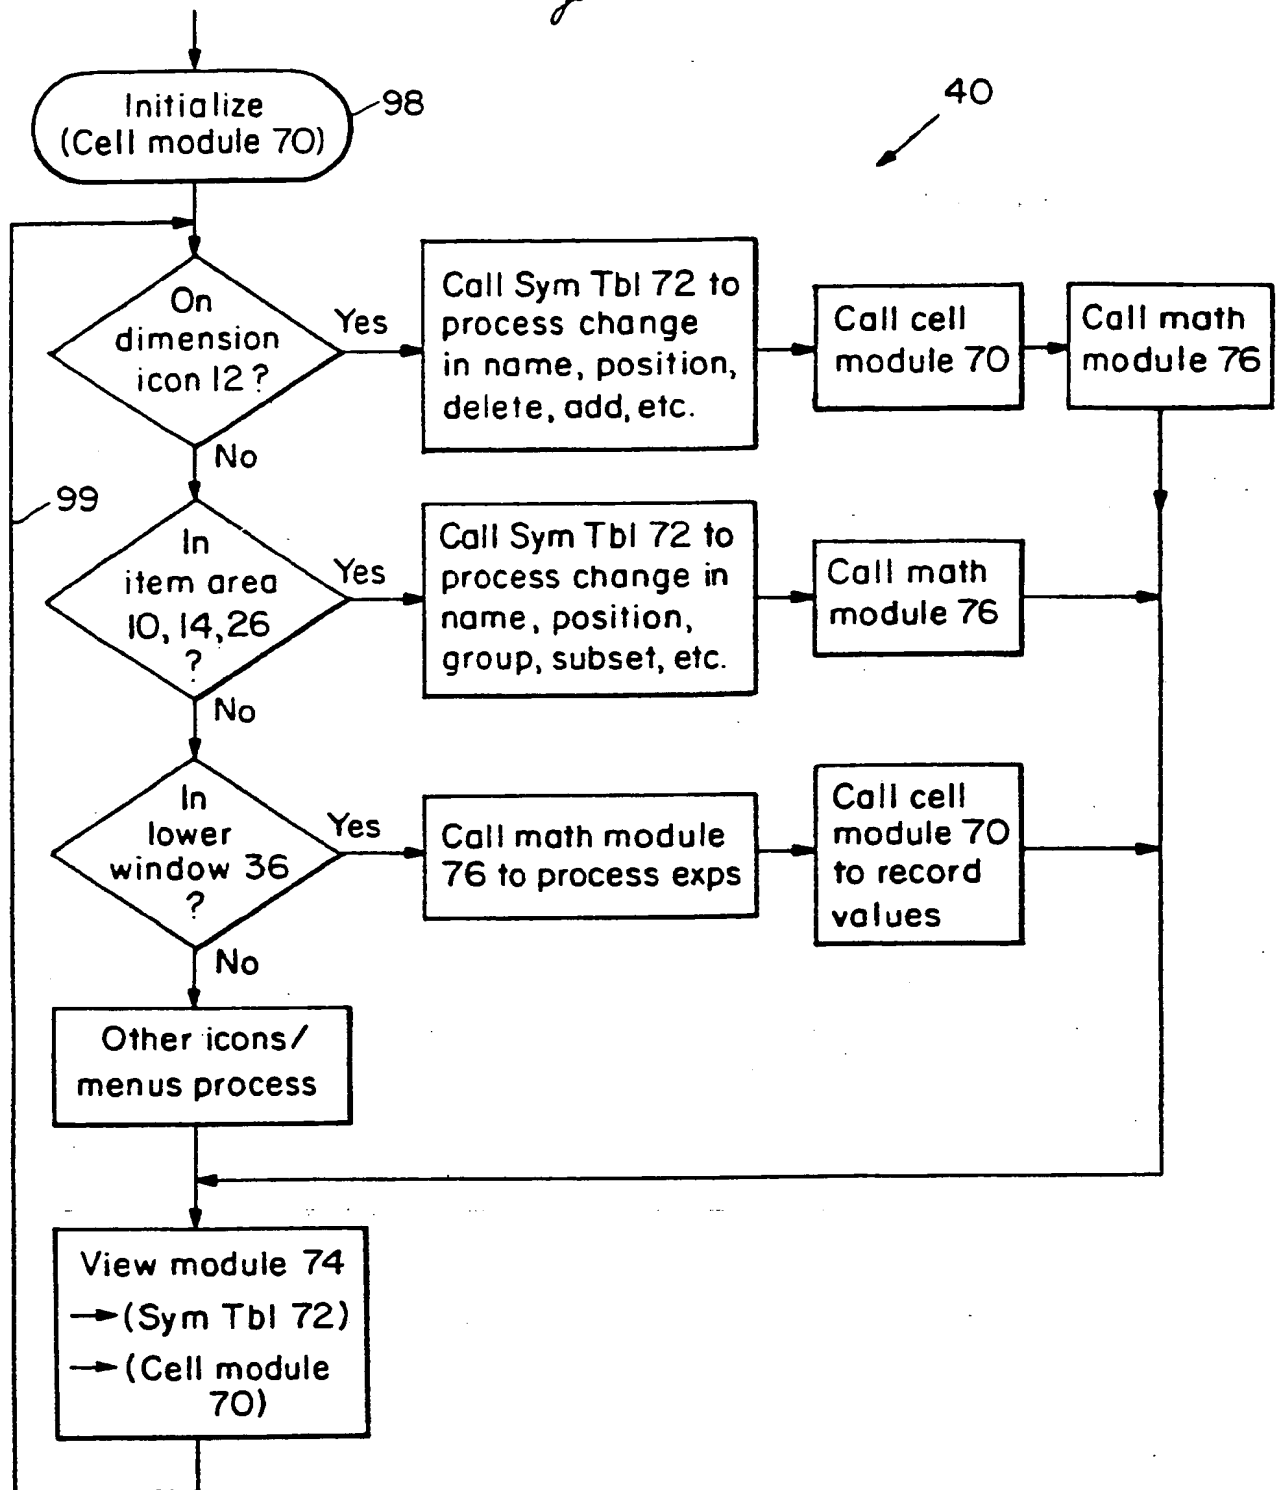 Initialize
(Cell module 70)
98
40
On
dimension
icon 12?
Yes
Call Sym Tbl 72 to
process change
in name, position,
delete, add, etc.
Call cell
module 70
Call math
module 76
No
99
In
item area
10, 14, 26
?
Yes
Call Sym Tbl 72 to
process change in
name, position,
group, subset, etc.
Call math
module 76
No
In
lower
window 36
?
Yes
Call math module
76 to process exps
Call cell
module 70
to record
values
No
Other icons/
menus process
View module 74
→(Sym Tbl 72)
→(Cell module
70)